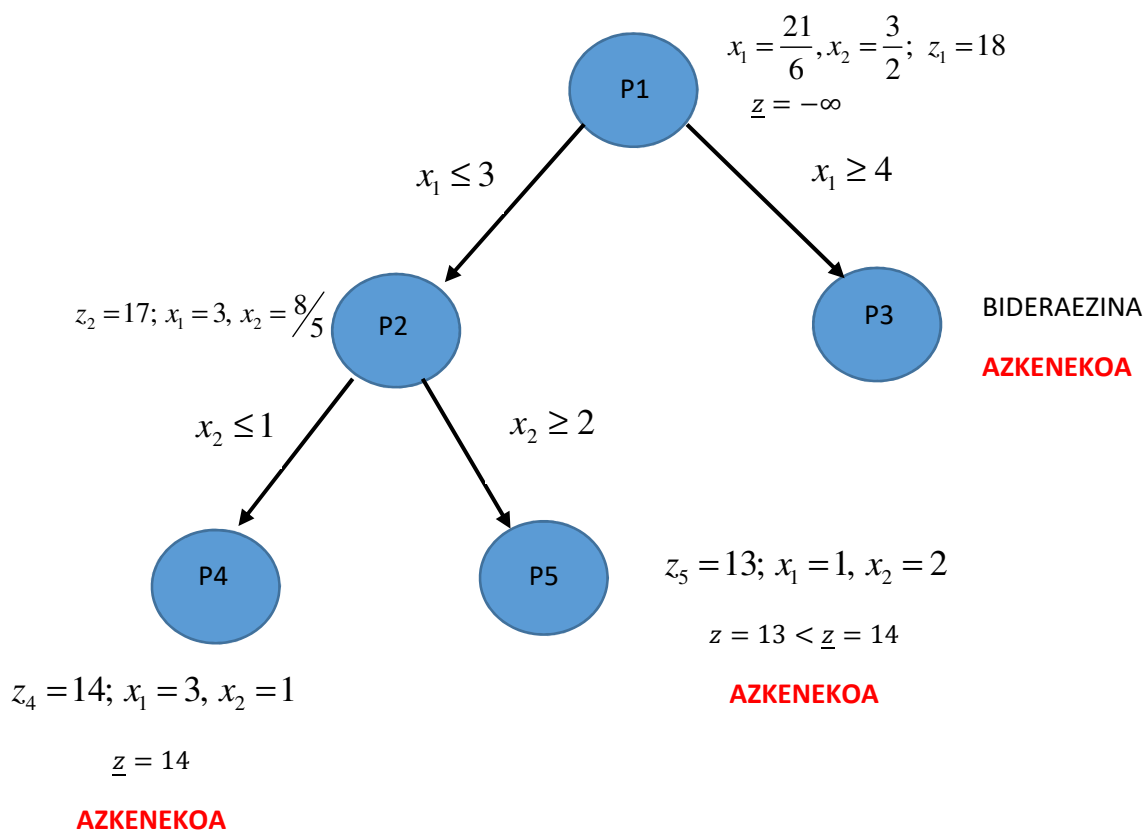 x₁ = 21/6, x₂ = 3/2; z₁ = 18
P1
z̲ = −∞
x₁ ≤ 3
x₁ ≥ 4
z₂ = 17; x₁ = 3, x₂ = 8/5
P2
P3
BIDERAEZINA
AZKENEKOA
x₂ ≤ 1
x₂ ≥ 2
P4
P5
z₅ = 13; x₁ = 1, x₂ = 2
z = 13 < z̲ = 14
AZKENEKOA
z₄ = 14; x₁ = 3, x₂ = 1
z̲ = 14
AZKENEKOA